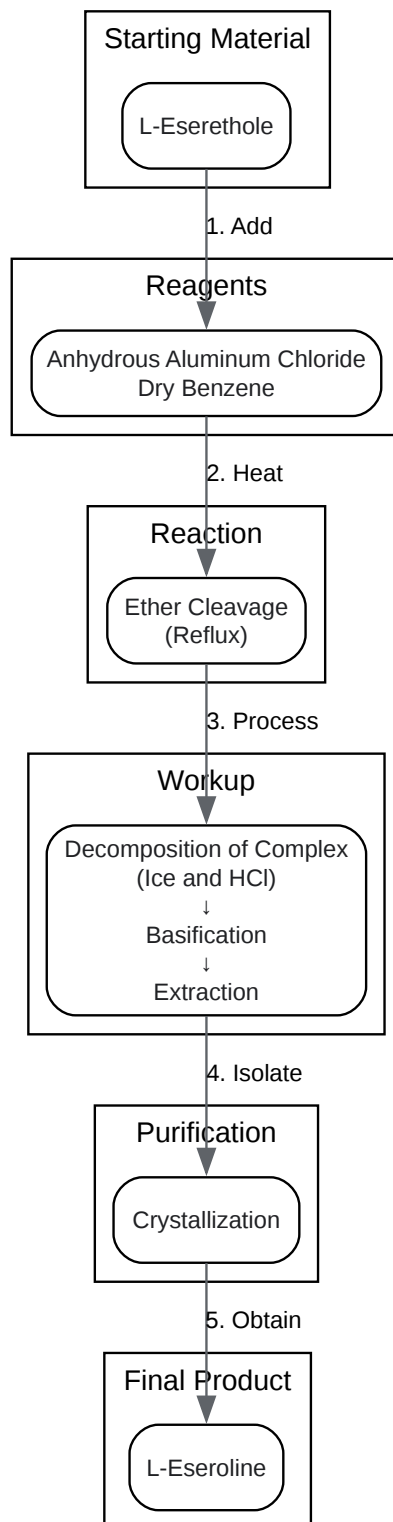 Starting Material
L-Eserethole
1. Add
Reagents
Anhydrous Aluminum Chloride
Dry Benzene
2. Heat
Reaction
Ether Cleavage
(Reflux)
3. Process
Workup
Decomposition of Complex
(Ice and HCl)
↓
Basification
↓
Extraction
4. Isolate
Purification
Crystallization
5. Obtain
Final Product
L-Eseroline